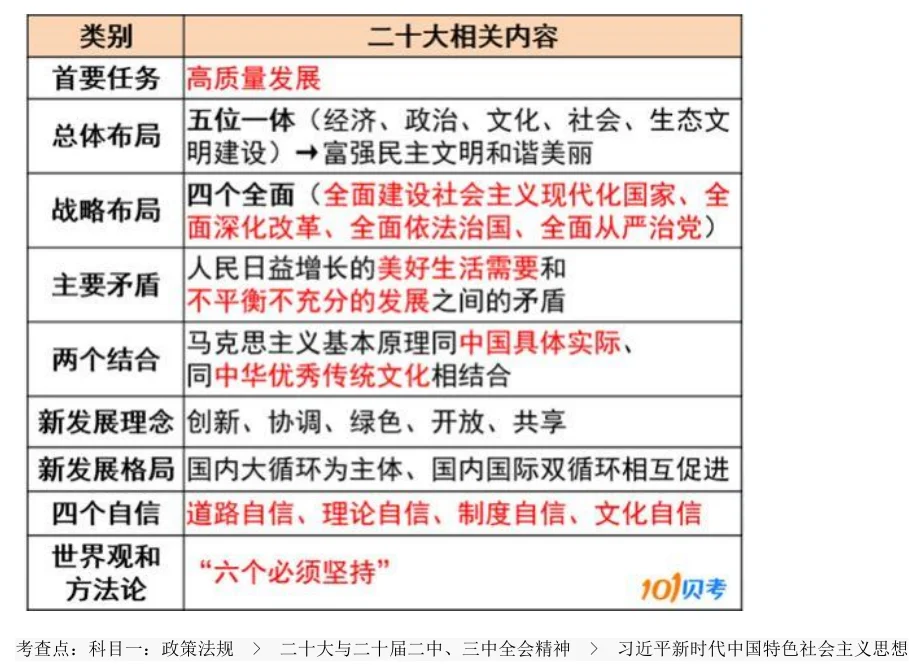 类别 二十大相关内容
首要任务 高质量发展
总体布局 五位一体（经济、政治、文化、社会、生态文
明建设）→富强民主文明和谐美丽
战略布局 四个全面（全面建设社会主义现代化国家、全
面深化改革、全面依法治国、全面从严治党）
主要矛盾 人民日益增长的美好生活需要和
不平衡不充分的发展之间的矛盾
两个结合 马克思主义基本原理同中国具体实际、
同中华优秀传统文化相结合
新发展理念 创新、协调、绿色、开放、共享
新发展格局 国内大循环为主体、国内国际双循环相互促进
四个自信 道路自信、理论自信、制度自信、文化自信
世界观和
方法论
“六个必须坚持”
101贝考
考查点：科目一：政策法规 > 二十大与二十届二中、三中全会精神 > 习近平新时代中国特色社会主义思想